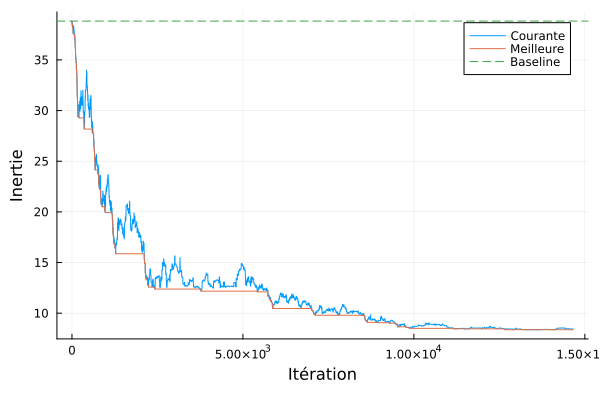 Courante
Meilleure
Baseline
35
30
25
20
15
10
Inertie
0
5.00×10³
1.00×10⁴
1.50×1
Itération